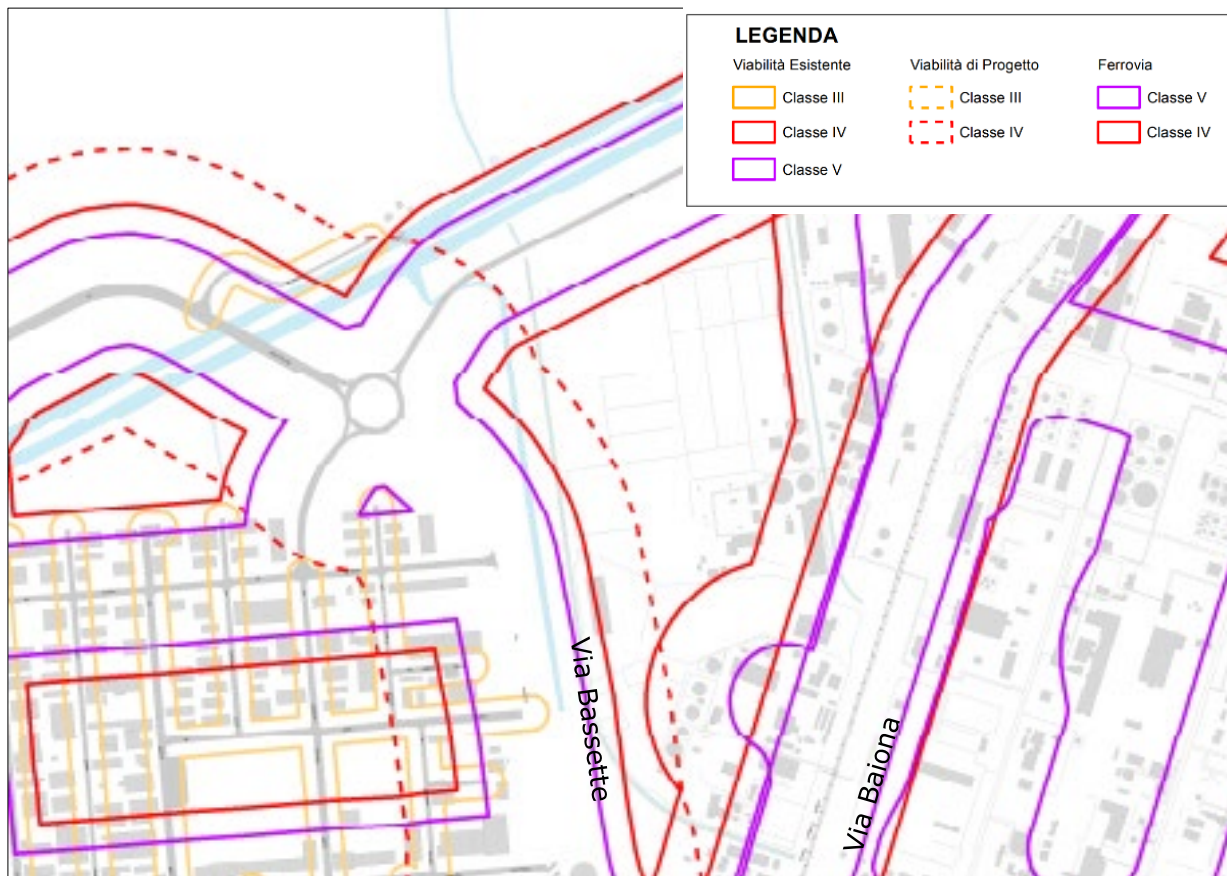 LEGENDA
Viabilità Esistente
Classe III
Classe IV
Classe V
Viabilità di Progetto
Classe III
Classe IV
Ferrovia
Classe V
Classe IV
Via Bassette
Via Baiona